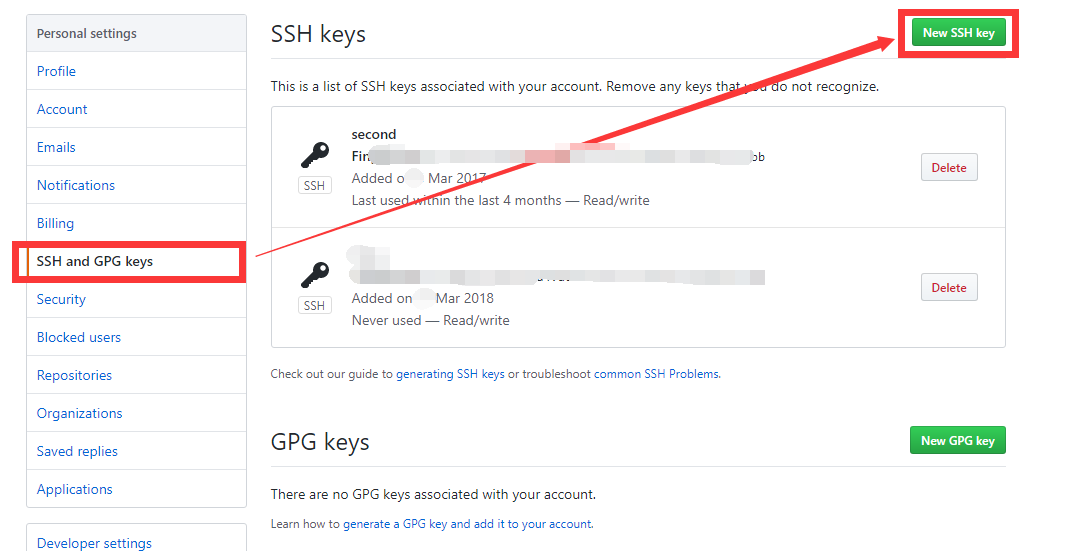 Personal settings
Profile
Account
Emails
Notifications
Billing
SSH and GPG keys
Security
Blocked users
Repositories
Organizations
Saved replies
Applications
Developer settings
SSH keys
New SSH key
This is a list of SSH keys associated with your account. Remove any keys that you do not recognize.
second
bb
SSH
Added on Mar 2017
Last used within the last 4 months — Read/write
Delete
SSH
Added on Mar 2018
Never used — Read/write
Delete
Check out our guide to generating SSH keys or troubleshoot common SSH Problems.
GPG keys
New GPG key
There are no GPG keys associated with your account.
Learn how to generate a GPG key and add it to your account.